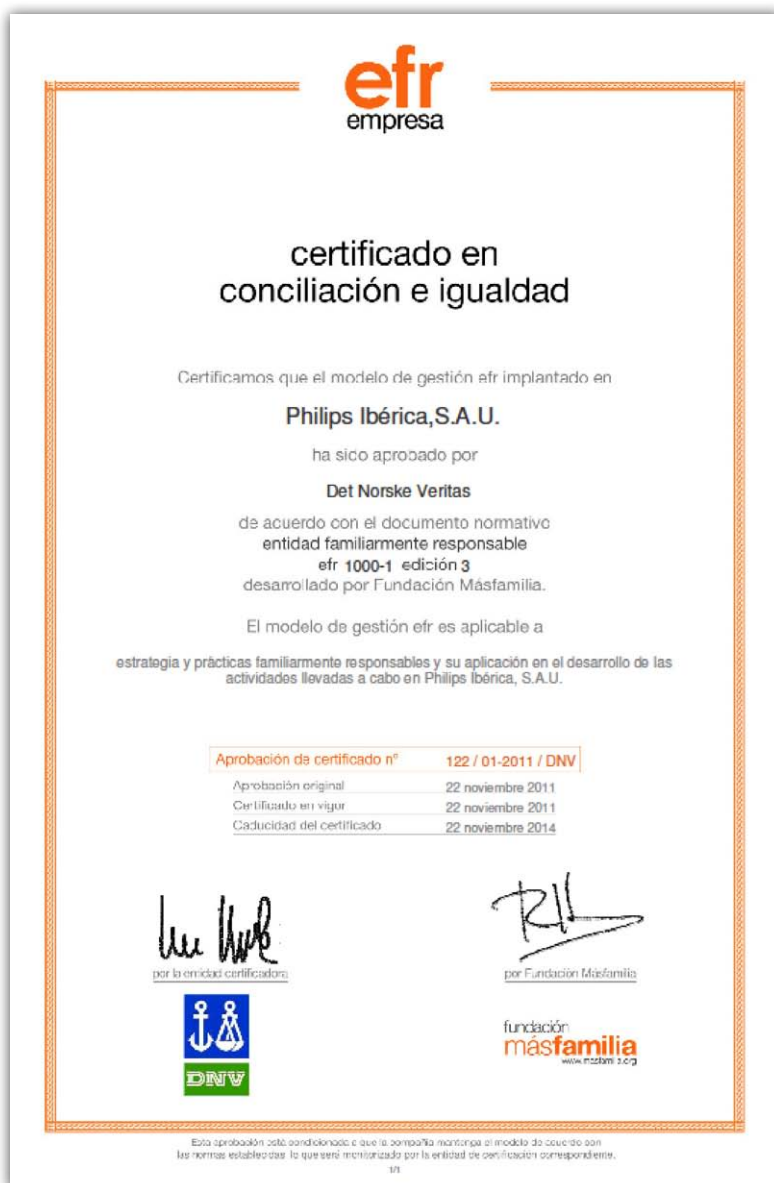 efr
empresa
certificado en
conciliación e igualdad
Certificamos que el modelo de gestión efr implantado en
Philips Ibérica,S.A.U.
ha sido aprobado por
Det Norske Veritas
de acuerdo con el documento normativo
entidad familiarmente responsable
efr 1000-1 edición 3
desarrollado por Fundación Másfamilia.
El modelo de gestión efr es aplicable a
estrategia y prácticas familiarmente responsables y su aplicación en el desarrollo de las
actividades llevadas a cabo en Philips Ibérica, S.A.U.
Aprobación de certificado nº 122 / 01-2011 / DNV
Aprobación original 22 noviembre 2011
Certificado en vigor 22 noviembre 2011
Caducidad del certificado 22 noviembre 2014
por la entidad certificadora
por Fundación Másfamilia
DNV
fundación
másfamilia
www.masfamilia.org
Esta aprobación está condicionada a que la compañía mantenga el modelo de acuerdo con
las normas establecidas, lo que será monitorizado por la entidad de certificación correspondiente.
1/1